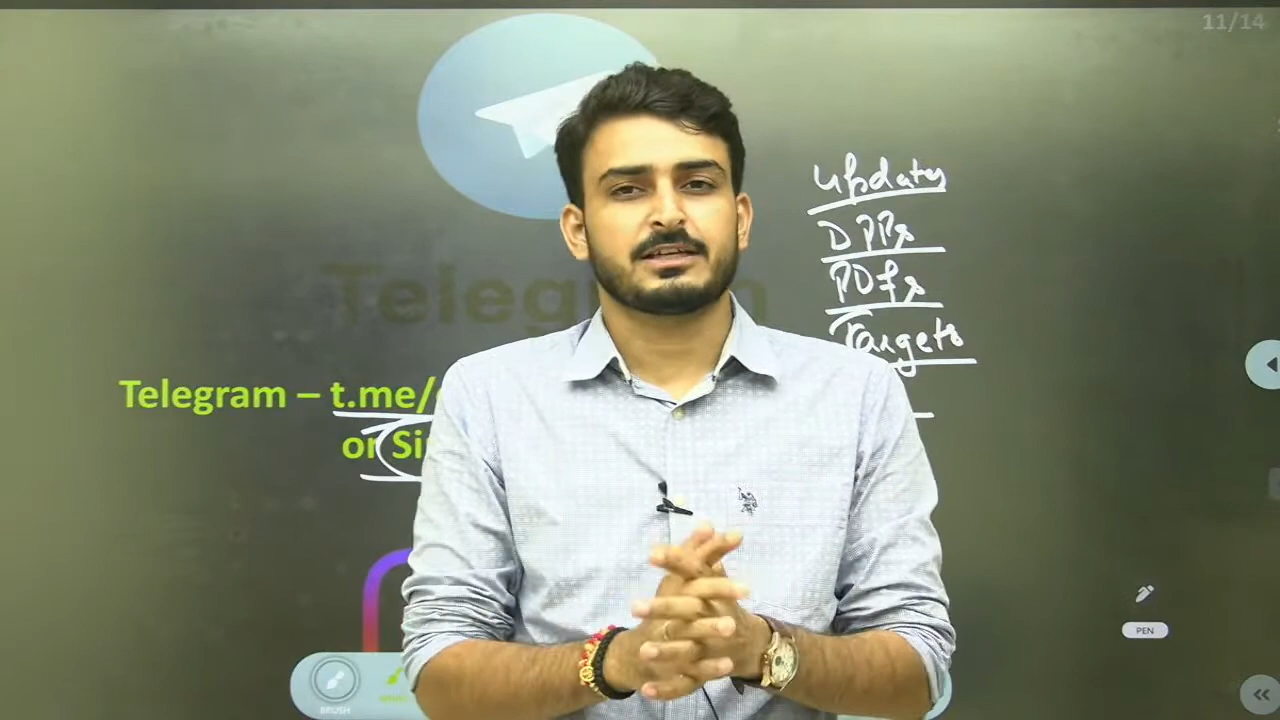 11/14
Updates
DPPs
PDFs
Targets
Telegram
Telegram – t.me/
or Si
PEN
BRUSH